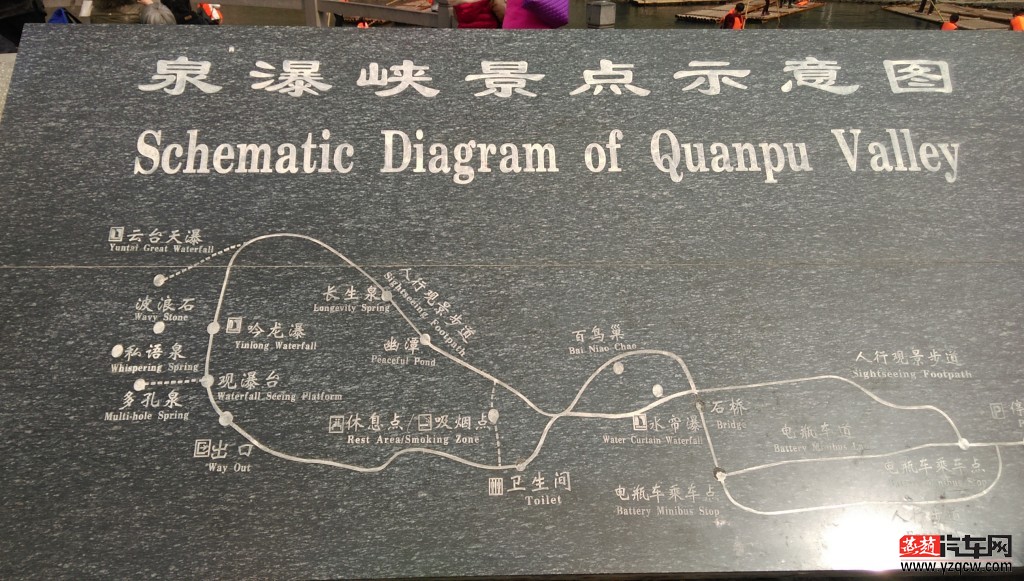 泉瀑峡景点示意图
Schematic Diagram of Quanpu Valley
云台天瀑
Yuntai Great Waterfall
波浪石
Wavy Stone
私语泉
Whispering Spring
多孔泉
Multi-hole Spring
出口
Way Out
吟龙瀑
Yinlong Waterfall
观瀑台
Waterfall Seeing Platform
长生泉
Longevity Spring
人行观景步道
Sightseeing Footpath
幽潭
Peaceful Pond
休息点/吸烟点
Rest Area/Smoking Zone
卫生间
Toilet
百鸟巢
Bai Niao Chao
水帘瀑
Water Curtain Waterfall
石桥
Bridge
人行观景步道
Sightseeing Footpath
电瓶车道
Battery Minibus
电瓶车乘车点
Battery Minibus Stop
电瓶车乘车点
Stop
汽车网
www.yzqcw.com